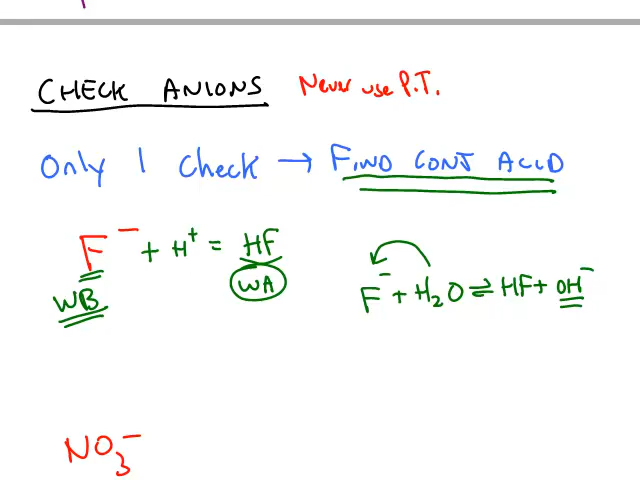 CHECK ANIONS Never use P.T.
Only 1 check → FIND CONJ ACID
F⁻ + H⁺ = HF
WB WA
F⁻ + H₂O ⇌ HF + OH⁻
NO₃⁻